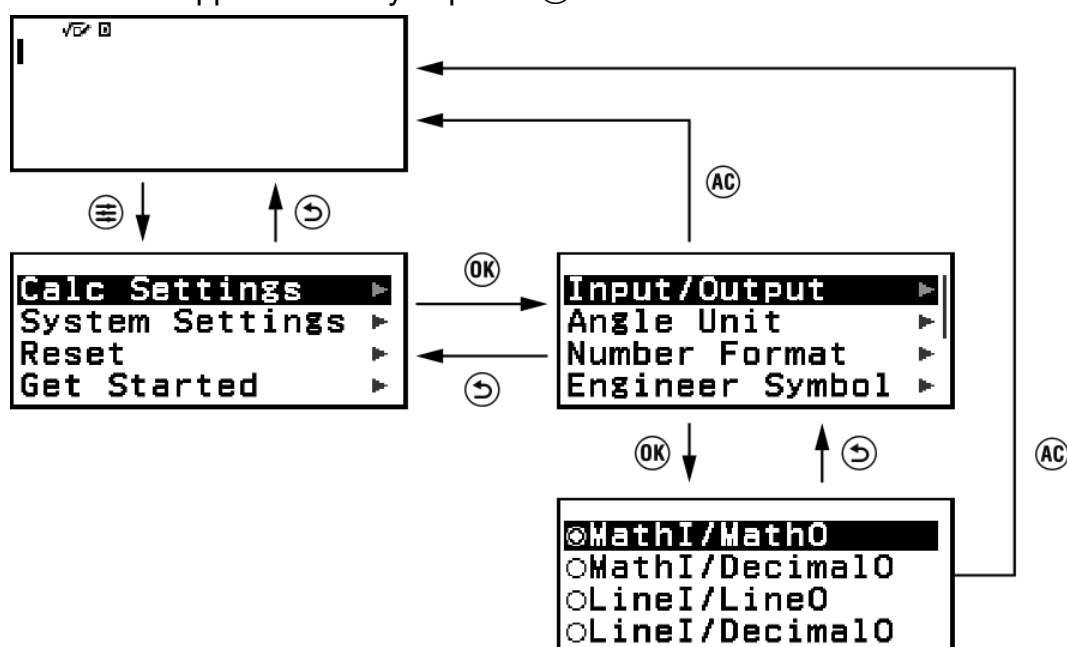 √ D
AC
Calc Settings
System Settings
Reset
Get Started
OK
Input/Output
Angle Unit
Number Format
Engineer Symbol
OK
AC
MathI/MathO
MathI/DecimalO
LineI/LineO
LineI/DecimalO